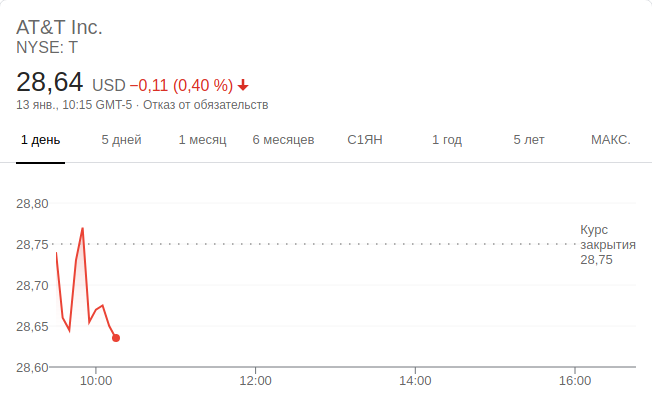 AT&T Inc.
NYSE: T
28,64 USD −0,11 (0,40 %)
13 янв., 10:15 GMT-5 · Отказ от обязательств
1 день 5 дней 1 месяц 6 месяцев С1ЯН 1 год 5 лет МАКС.
28,80
Курс
28,75 закрытия
28,75
28,70
28,65
28,60
10:00 12:00 14:00 16:00